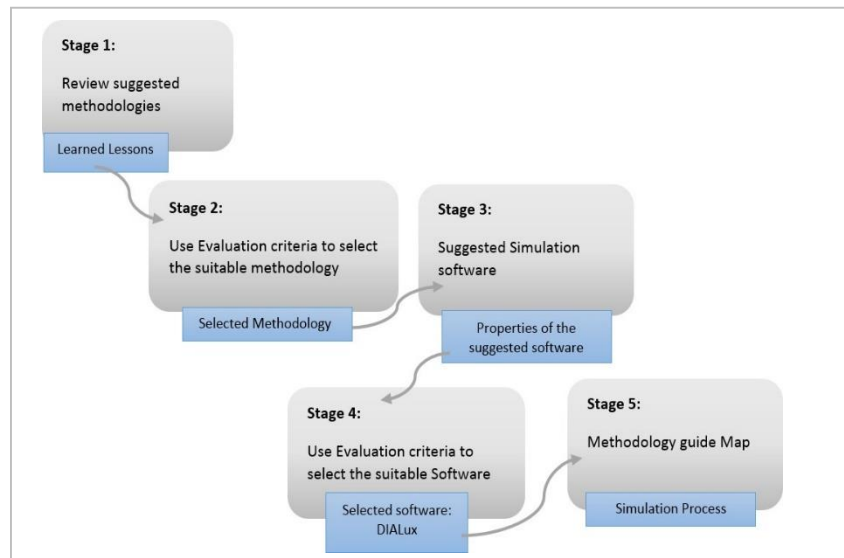 Stage 1:
Review suggested
methodologies
Learned Lessons
Stage 2:
Use Evaluation criteria to select
the suitable methodology
Selected Methodology
Stage 3:
Suggested Simulation
software
Properties of the
suggested software
Stage 4:
Use Evaluation criteria to
select the suitable Software
Selected software:
DIALux
Stage 5:
Methodology guide Map
Simulation Process